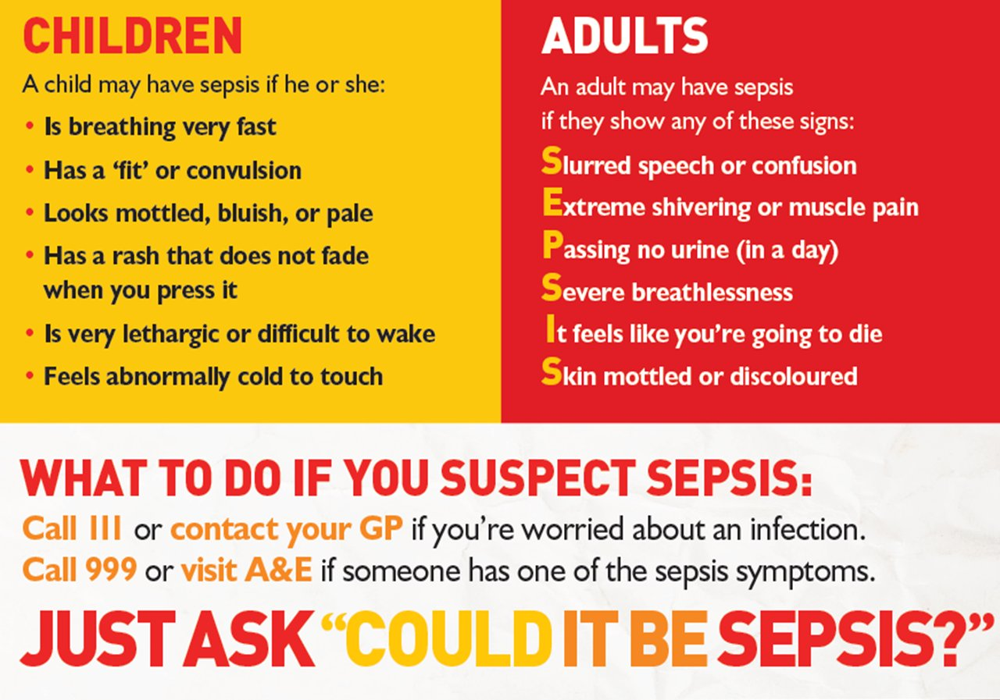 CHILDREN
A child may have sepsis if he or she:
• Is breathing very fast
• Has a ‘fit’ or convulsion
• Looks mottled, bluish, or pale
• Has a rash that does not fade
when you press it
• Is very lethargic or difficult to wake
• Feels abnormally cold to touch
ADULTS
An adult may have sepsis
if they show any of these signs:
Slurred speech or confusion
Extreme shivering or muscle pain
Passing no urine (in a day)
Severe breathlessness
It feels like you’re going to die
Skin mottled or discoloured
WHAT TO DO IF YOU SUSPECT SEPSIS:
Call 111 or contact your GP if you’re worried about an infection.
Call 999 or visit A&E if someone has one of the sepsis symptoms.
JUST ASK “COULD IT BE SEPSIS?”